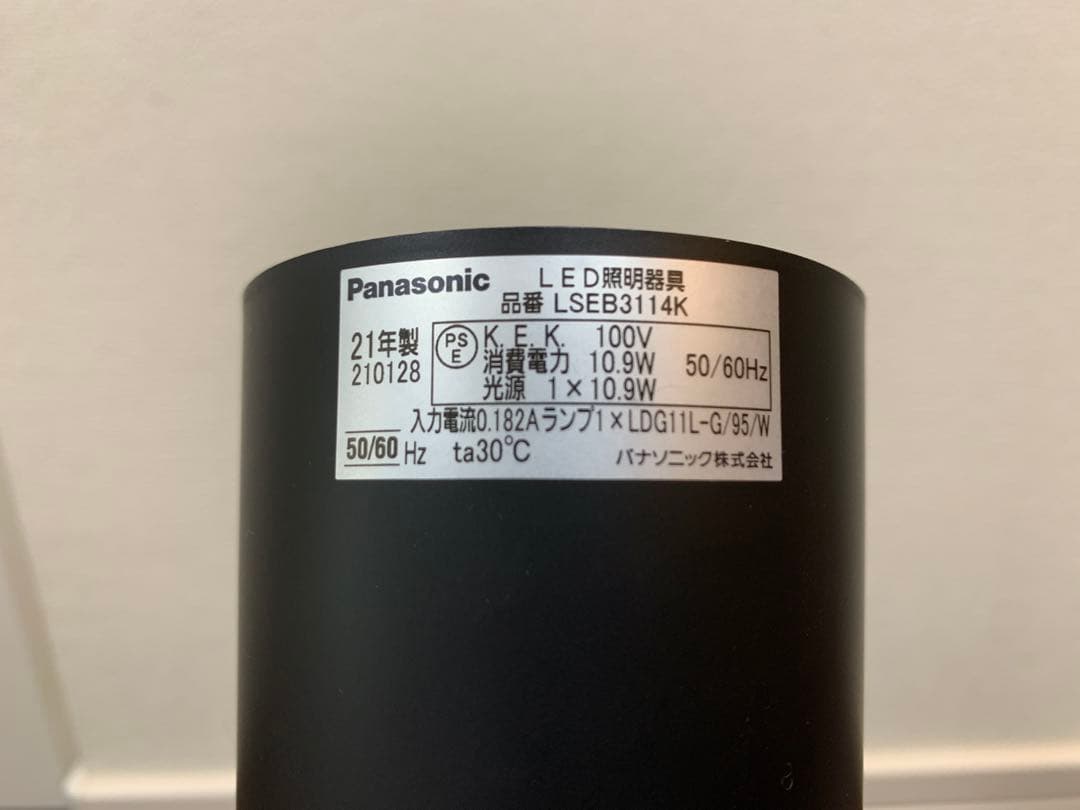 Panasonic LED照明器具
品番 LSEB3114K
21年製
210128
PS
E
K. E. K. 100V
消費電力 10.9W 50/60Hz
光源 1×10.9W
入力電流0.182Aランプ1×LDG11L-G/95/W
50/60 Hz ta30℃ パナソニック株式会社